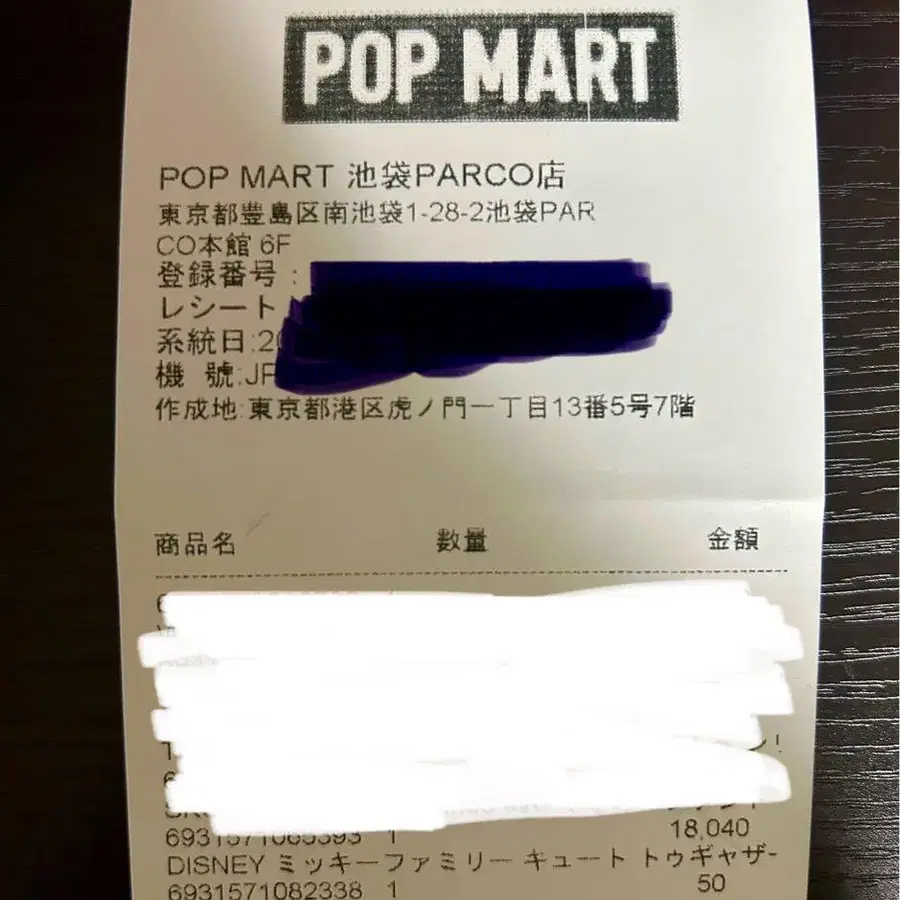 POP MART
POP MART 池袋PARCO店
東京都豊島区南池袋1-28-2池袋PAR
CO本館 6F
登録番号 :
レシート
系統日:20
機 號:JP
作成地:東京都港区虎ノ門一丁目13番5号7階
商品名 数量 金額
6931571065393 1 18,040
DISNEY ミッキーファミリー キュート トゥギャザー
6931571082338 1 50